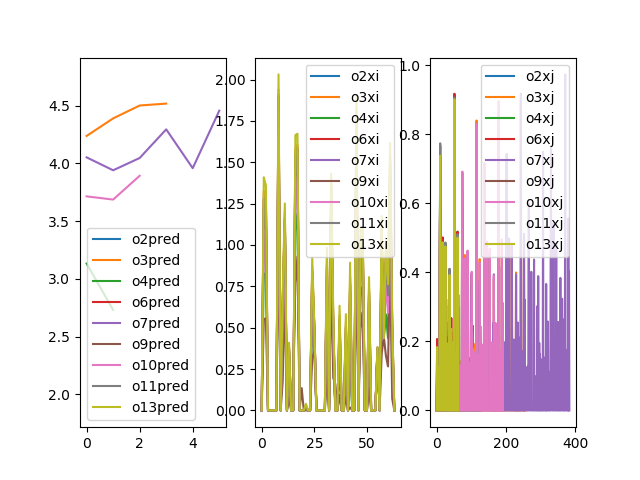 4.5
4.0
3.5
3.0
2.5
2.0
0
2
4
o2pred
o3pred
o4pred
o6pred
o7pred
o9pred
o10pred
o11pred
o13pred
2.00
1.75
1.50
1.25
1.00
0.75
0.50
0.25
0.00
0
25
50
o2xi
o3xi
o4xi
o6xi
o7xi
o9xi
o10xi
o11xi
o13xi
1.0
0.8
0.6
0.4
0.2
0.0
0
200
400
o2xj
o3xj
o4xj
o6xj
o7xj
o9xj
o10xj
o11xj
o13xj